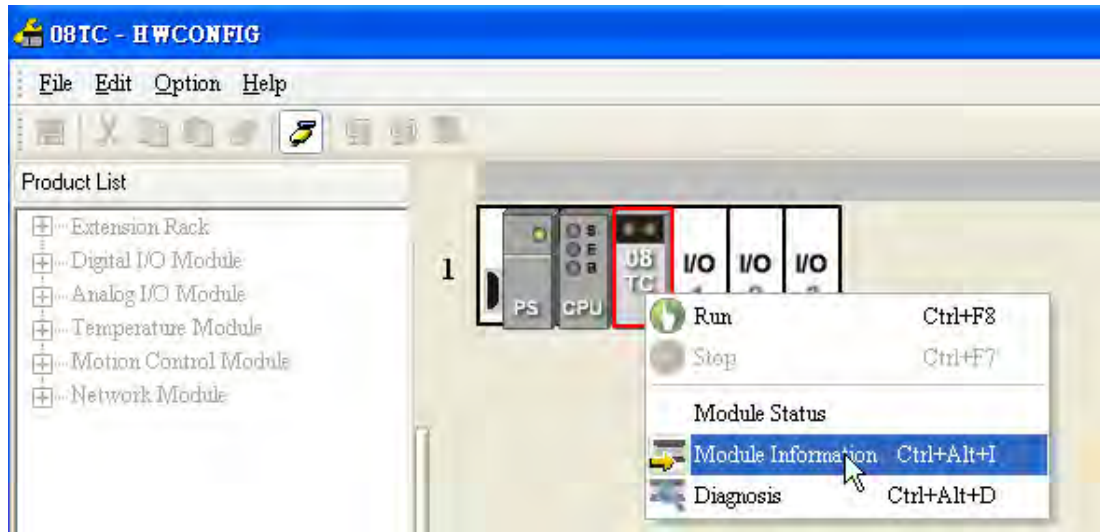 08TC - HWCONFIG
File Edit Option Help
Product List
Extension Rack
Digital I/O Module
Analog I/O Module
Temperature Module
Motion Control Module
Network Module
1
PS
CPU
S
E
B
08
TC
I/O I/O I/O
Run Ctrl+F8
Stop Ctrl+F7
Module Status
Module Information Ctrl+Alt+I
Diagnosis Ctrl+Alt+D